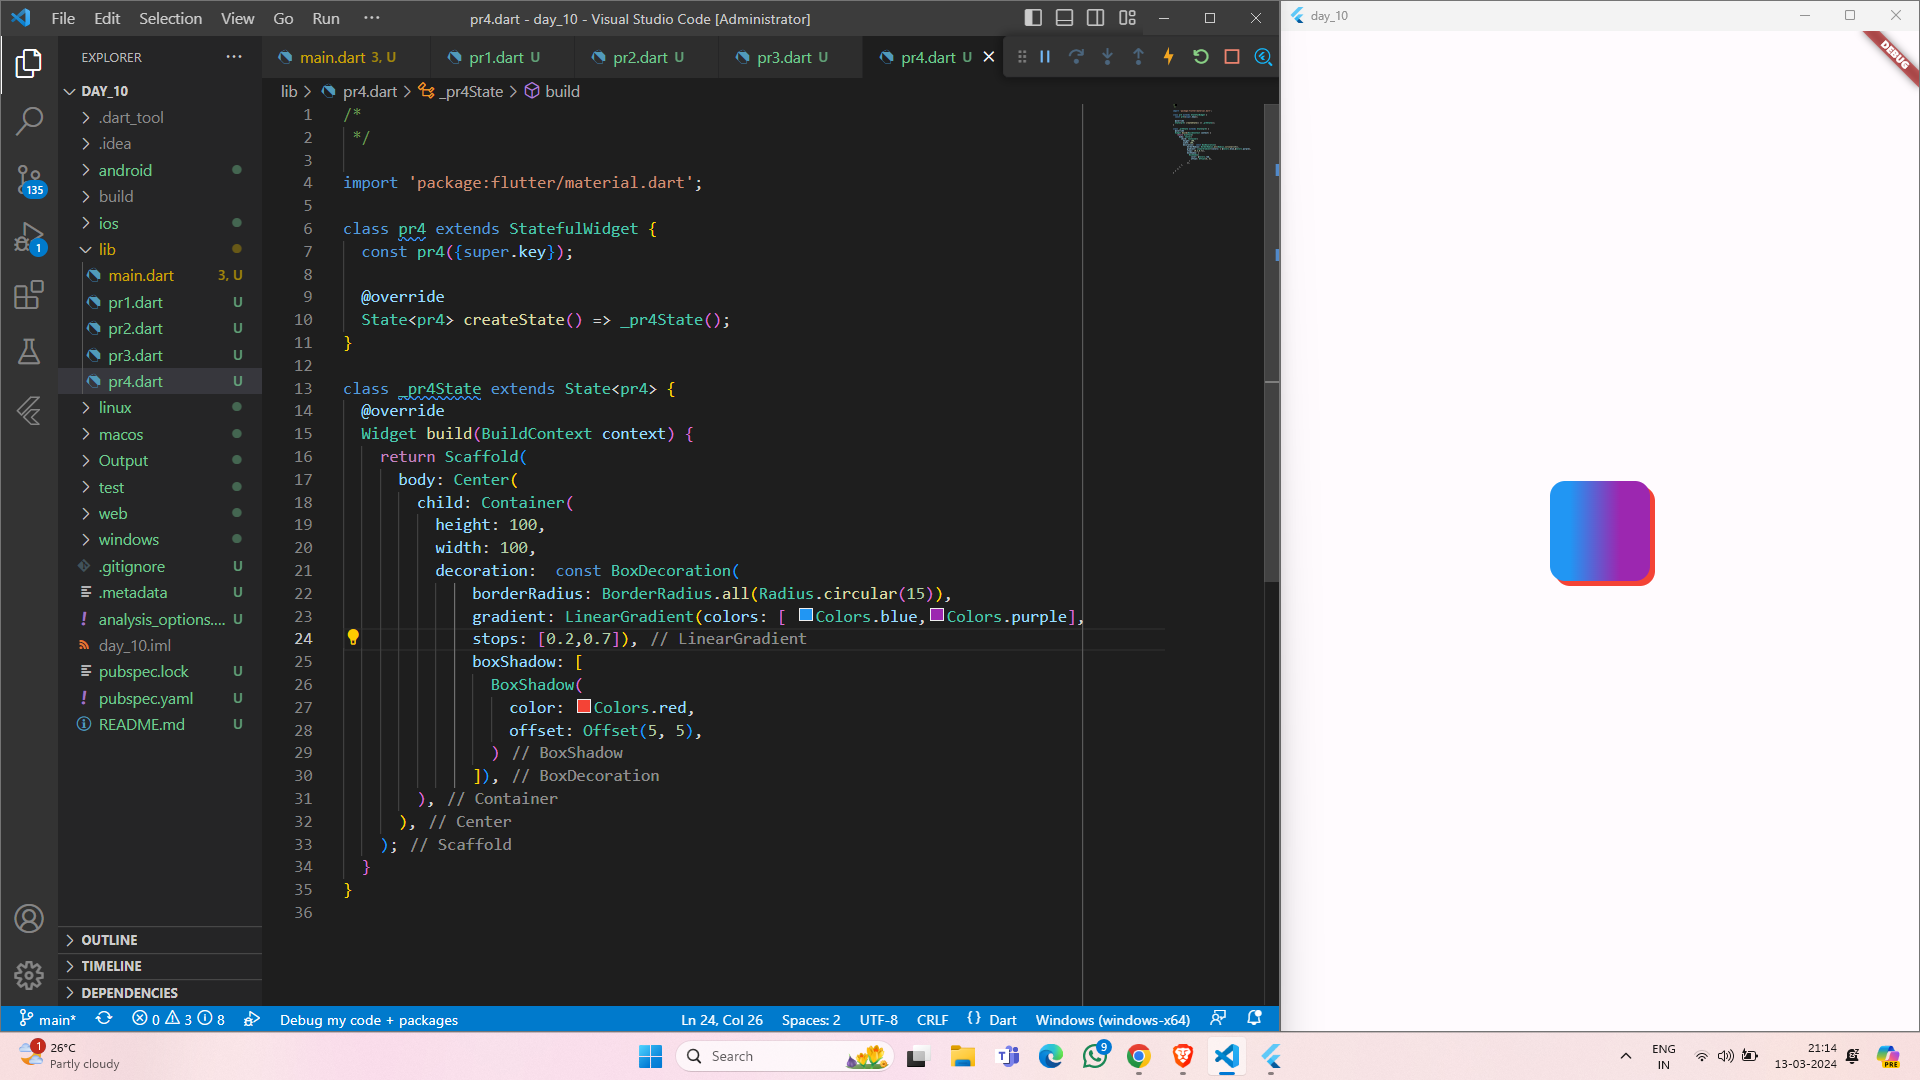 File Edit Selection View Go Run ···
pr4.dart - day_10 - Visual Studio Code [Administrator]
day_10
DEBUG
EXPLORER
main.dart 3, U
pr1.dart U
pr2.dart U
pr3.dart U
pr4.dart U
lib > pr4.dart > _pr4State > build
DAY_10
.dart_tool
.idea
android
build
ios
lib
main.dart 3, U
pr1.dart U
pr2.dart U
pr3.dart U
pr4.dart U
linux
macos
Output
test
web
windows
.gitignore U
.metadata U
analysis_options.... U
day_10.iml
pubspec.lock U
pubspec.yaml U
README.md U
OUTLINE
TIMELINE
DEPENDENCIES
135
1
1 /*
2 */
3
4 import 'package:flutter/material.dart';
5
6 class pr4 extends StatefulWidget {
7 const pr4({super.key});
8
9 @override
10 State<pr4> createState() => _pr4State();
11 }
12
13 class _pr4State extends State<pr4> {
14 @override
15 Widget build(BuildContext context) {
16 return Scaffold(
17 body: Center(
18 child: Container(
19 height: 100,
20 width: 100,
21 decoration:  const BoxDecoration(
22 borderRadius: BorderRadius.all(Radius.circular(15)),
23 gradient: LinearGradient(colors: [ Colors.blue,Colors.purple],
24 stops: [0.2,0.7]), // LinearGradient
25 boxShadow: [
26 BoxShadow(
27 color: Colors.red,
28 offset: Offset(5, 5),
29 ) // BoxShadow
30 ]), // BoxDecoration
31 ), // Container
32 ), // Center
33 ); // Scaffold
34 }
35 }
36
main* 0 3 8 Debug my code + packages
Ln 24, Col 26 Spaces: 2 UTF-8 CRLF {} Dart Windows (windows-x64)
1
26°C
Partly cloudy
Search
9
ENG
IN
21:14
13-03-2024
PRE